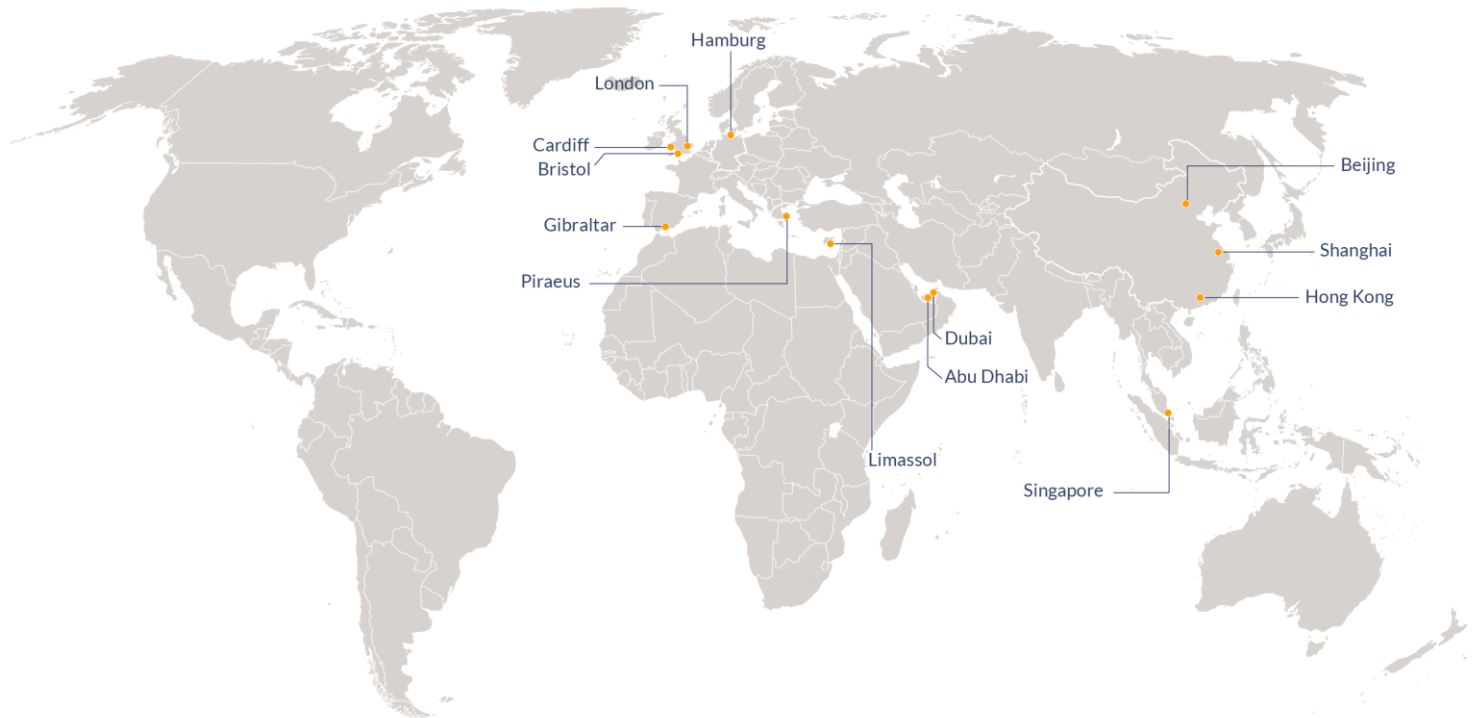 Hamburg
London
Cardiff
Bristol
Beijing
Gibraltar
Shanghai
Piraeus
Hong Kong
Dubai
Abu Dhabi
Limassol
Singapore